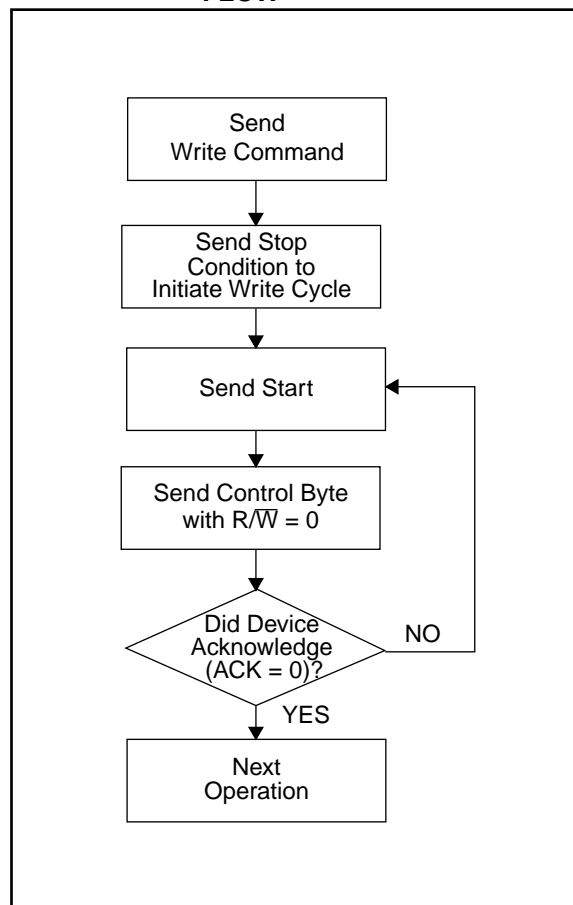 Send
Write Command
Send Stop
Condition to
Initiate Write Cycle
Send Start
Send Control Byte
with R/W̅ = 0
Did Device
Acknowledge
(ACK = 0)?
NO
YES
Next
Operation